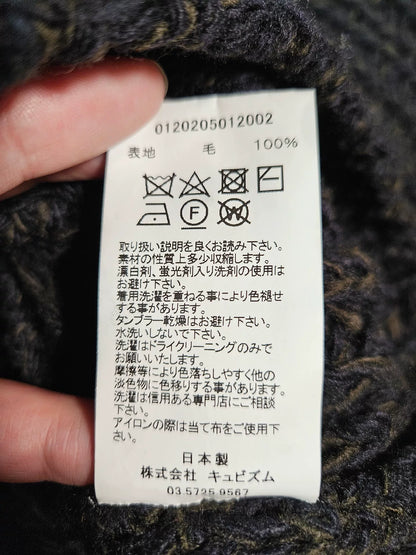 0120205012002
表地 毛 100%
F W
取り扱い説明を良くお読み下さい。
素材の性質上多少収縮します。
漂白剤、蛍光剤入り洗剤の使用は
お避け下さい。
着用洗濯を重ねる事により色褪せ
する事があります。
タンブラー乾燥はお避け下さい。
水洗いしないで下さい。
洗濯はドライクリーニングのみで
お願いいたします。
摩擦等により色落ちしやすく他の
淡色物に色移りする事があります。
洗濯は信用ある専門店にご相談
下さい。
アイロンの際は当て布をご使用下
さい。
日本製
株式会社 キュビズム
03.5725.9567